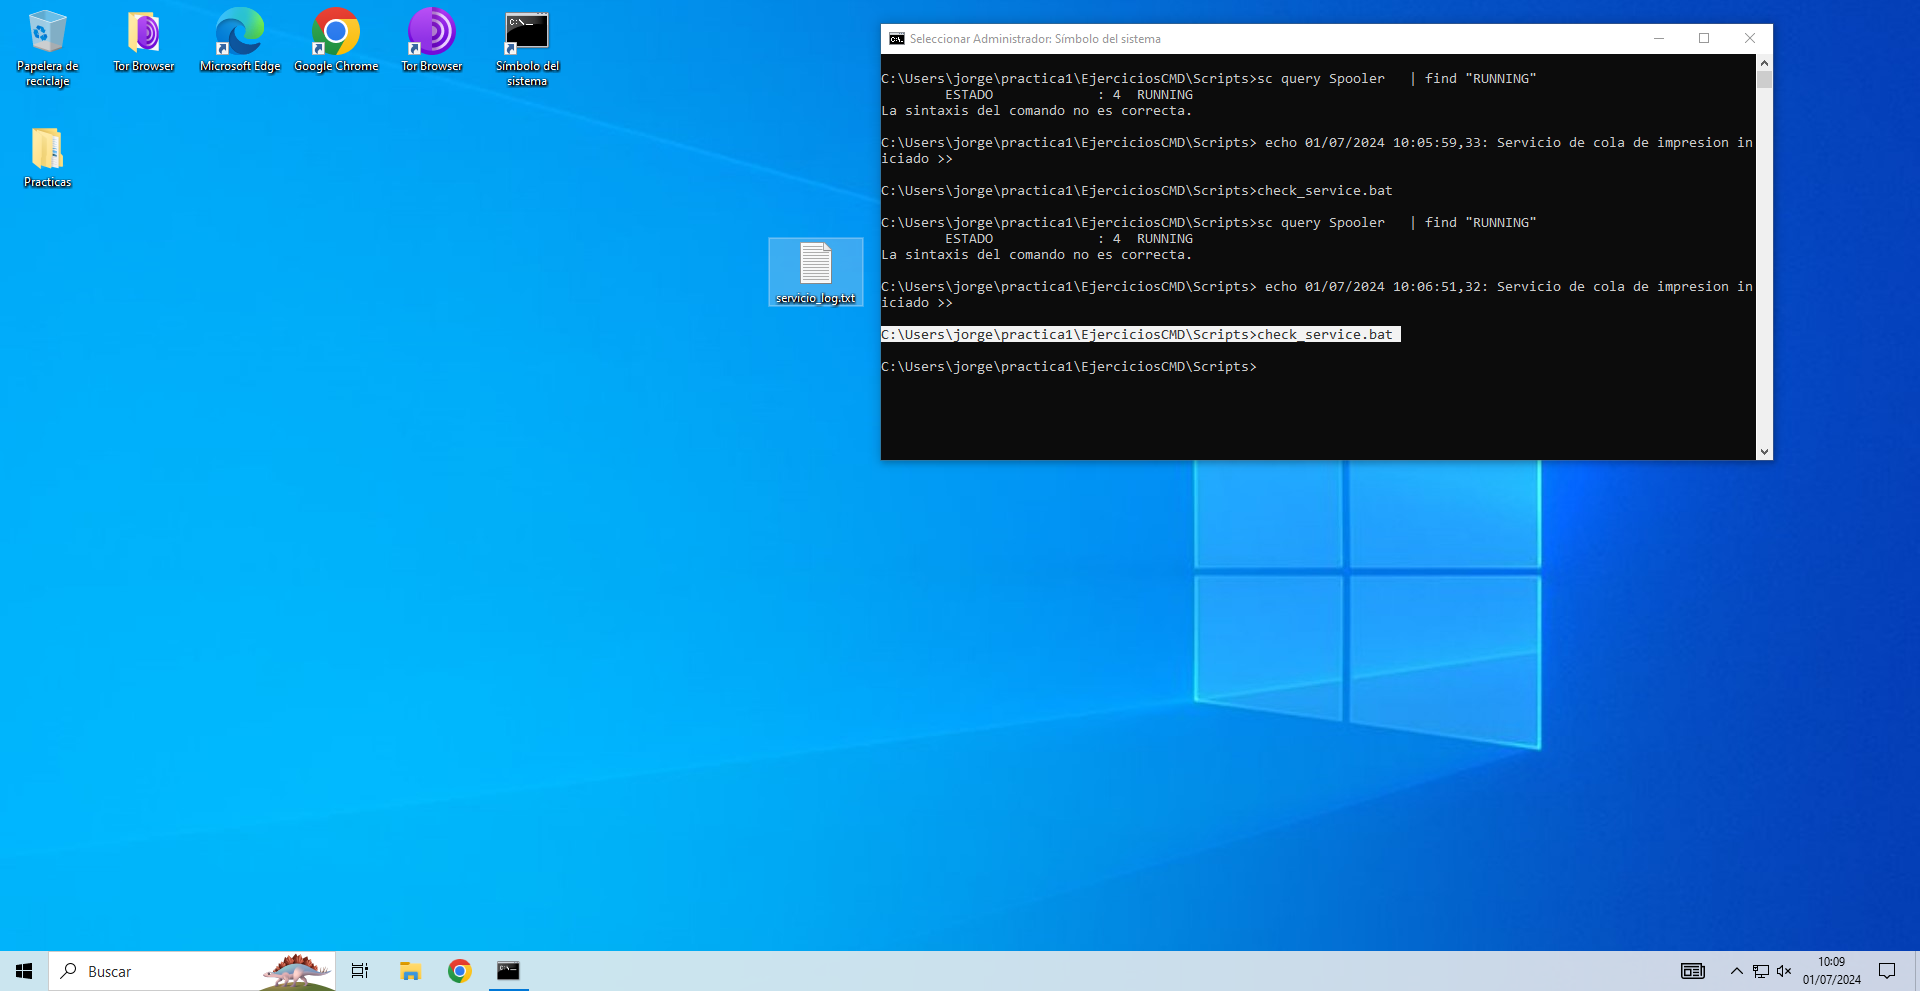 Papelera de
reciclaje
Tor Browser
Microsoft Edge
Google Chrome
Tor Browser
Símbolo del
sistema
Practicas
servicio_log.txt
Seleccionar Administrador: Símbolo del sistema
C:\Users\jorge\practica1\EjerciciosCMD\Scripts>sc query Spooler   | find "RUNNING"
        ESTADO             : 4  RUNNING
La sintaxis del comando no es correcta.
C:\Users\jorge\practica1\EjerciciosCMD\Scripts> echo 01/07/2024 10:05:59,33: Servicio de cola de impresion in
iciado >>
C:\Users\jorge\practica1\EjerciciosCMD\Scripts>check_service.bat
C:\Users\jorge\practica1\EjerciciosCMD\Scripts>sc query Spooler   | find "RUNNING"
        ESTADO             : 4  RUNNING
La sintaxis del comando no es correcta.
C:\Users\jorge\practica1\EjerciciosCMD\Scripts> echo 01/07/2024 10:06:51,32: Servicio de cola de impresion in
iciado >>
C:\Users\jorge\practica1\EjerciciosCMD\Scripts>check_service.bat
C:\Users\jorge\practica1\EjerciciosCMD\Scripts>
Buscar
10:09
01/07/2024